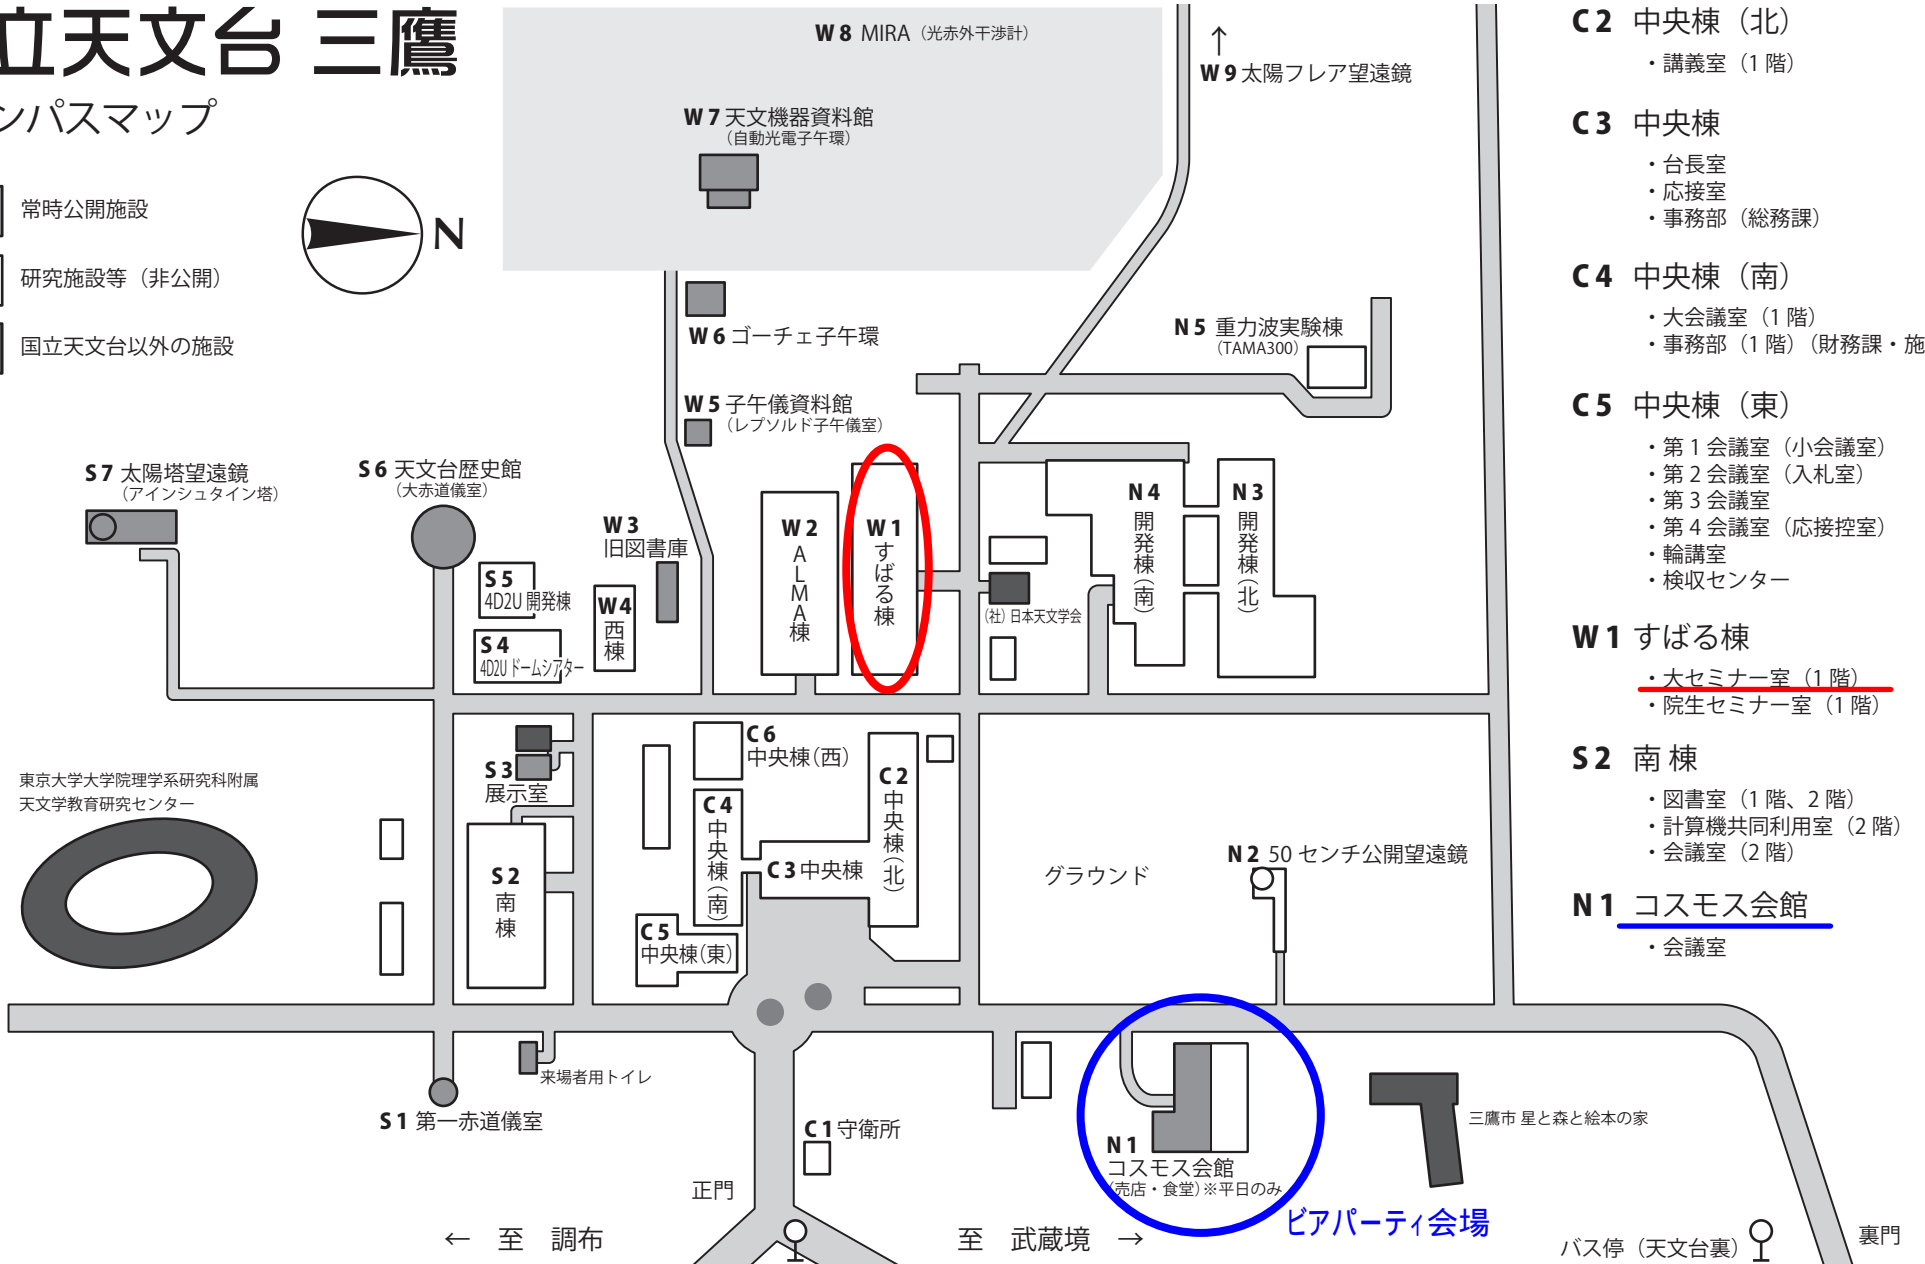 立天文台 三鷹
ンパスマップ
常時公開施設
研究施設等（非公開）
国立天文台以外の施設
N
W 8 MIRA（光赤外干渉計）
↑
W 9 太陽フレア望遠鏡
W 7 天文機器資料館
（自動光電子午環）
W 6 ゴーチェ子午環
N 5 重力波実験棟
（TAMA300）
W 5 子午儀資料館
（レプソルド子午儀室）
S 7 太陽塔望遠鏡
（アインシュタイン塔）
S 6 天文台歴史館
（大赤道儀室）
W 3
旧図書庫
S 5
4D2U 開発棟
S 4
4D2U ドームシアター
W 4
西棟
W 2
ALMA棟
W 1
すばる棟
（社）日本天文学会
N 4
開発棟（南）
N 3
開発棟（北）
C 6
中央棟（西）
S 3
展示室
C 4
中央棟（南）
C 2
中央棟（北）
C 3 中央棟
C 5
中央棟（東）
S 2
南棟
東京大学大学院理学系研究科附属
天文学教育研究センター
グラウンド
N 2 50 センチ公開望遠鏡
来場者用トイレ
S 1 第一赤道儀室
C 1 守衛所
正門
← 至 調布
至 武蔵境 →
N 1
コスモス会館
（売店・食堂）※平日のみ
ビアパーティ会場
三鷹市 星と森と絵本の家
バス停（天文台裏）
裏門
C 2 中央棟（北）
・講義室（1 階）
C 3 中央棟
・台長室
・応接室
・事務部（総務課）
C 4 中央棟（南）
・大会議室（1 階）
・事務部（1 階）（財務課・施
C 5 中央棟（東）
・第 1 会議室（小会議室）
・第 2 会議室（入札室）
・第 3 会議室
・第 4 会議室（応接控室）
・輪講室
・検収センター
W 1 すばる棟
・大セミナー室（1 階）
・院生セミナー室（1 階）
S 2 南 棟
・図書室（1 階、2 階）
・計算機共同利用室（2 階）
・会議室（2 階）
N 1 コスモス会館
・会議室